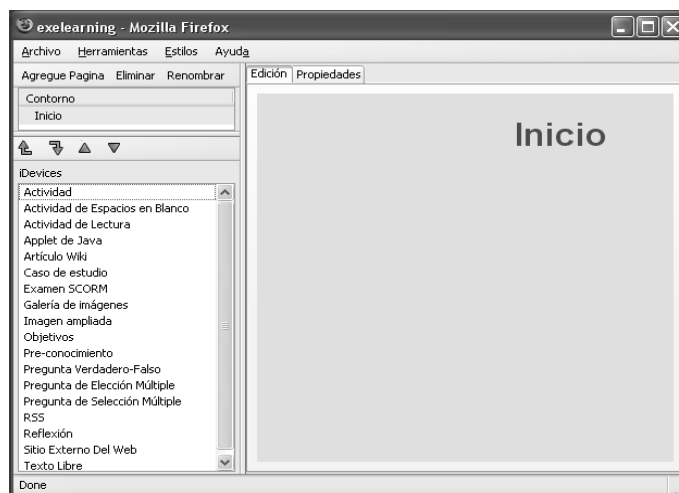 exelearning - Mozilla Firefox
Archivo Herramientas Estilos Ayuda
Agregue Pagina Eliminar Renombrar
Contorno
Inicio
iDevices
Actividad
Actividad de Espacios en Blanco
Actividad de Lectura
Applet de Java
Artículo Wiki
Caso de estudio
Examen SCORM
Galería de imágenes
Imagen ampliada
Objetivos
Pre-conocimiento
Pregunta Verdadero-Falso
Pregunta de Elección Múltiple
Pregunta de Selección Múltiple
RSS
Reflexión
Sitio Externo Del Web
Texto Libre
Edición Propiedades
Inicio
Done